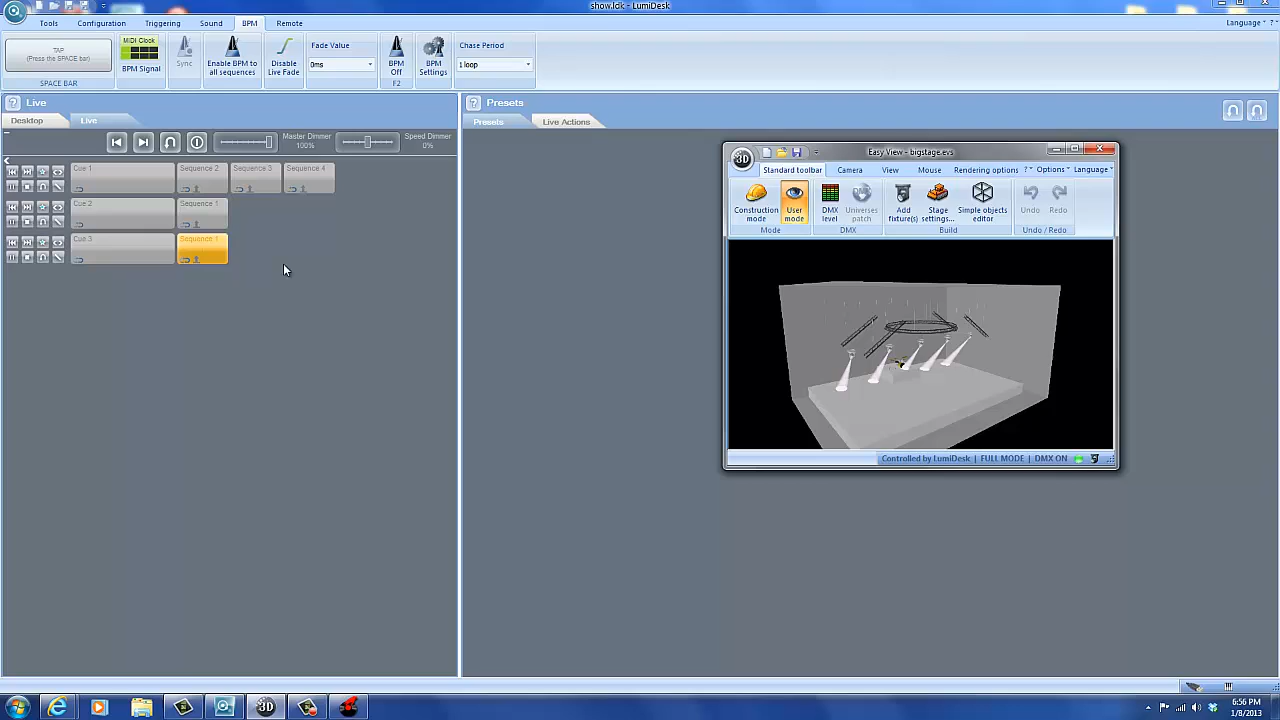 show.ldk - LumiDesk
Tools Configuration Triggering Sound BPM Remote Language ?
TAP
(Press the SPACE bar)
SPACE BAR
MIDI Clock
BPM Signal
Sync
Enable BPM to
all sequences
Disable
Live Fade
Fade Value
0ms
BPM
Off
F2
BPM
Settings
Chase Period
1 loop
? Live
Desktop Live
Master Dimmer
100%
Speed Dimmer
0%
Cue 1 Sequence 2 Sequence 3 Sequence 4
Cue 2 Sequence 1
Cue 3 Sequence 1
? Presets
Presets Live Actions
3D
Easy View - bigstage.evs
Standard toolbar Camera View Mouse Rendering options ? Options Language
Construction
mode
User
mode
Mode
DMX
level
Universes
patch
DMX
Add
fixture(s)
Stage
settings...
Simple objects
editor
Build
Undo Redo
Undo / Redo
Controlled by LumiDesk | FULL MODE | DMX ON
3D
6:56 PM
1/8/2013